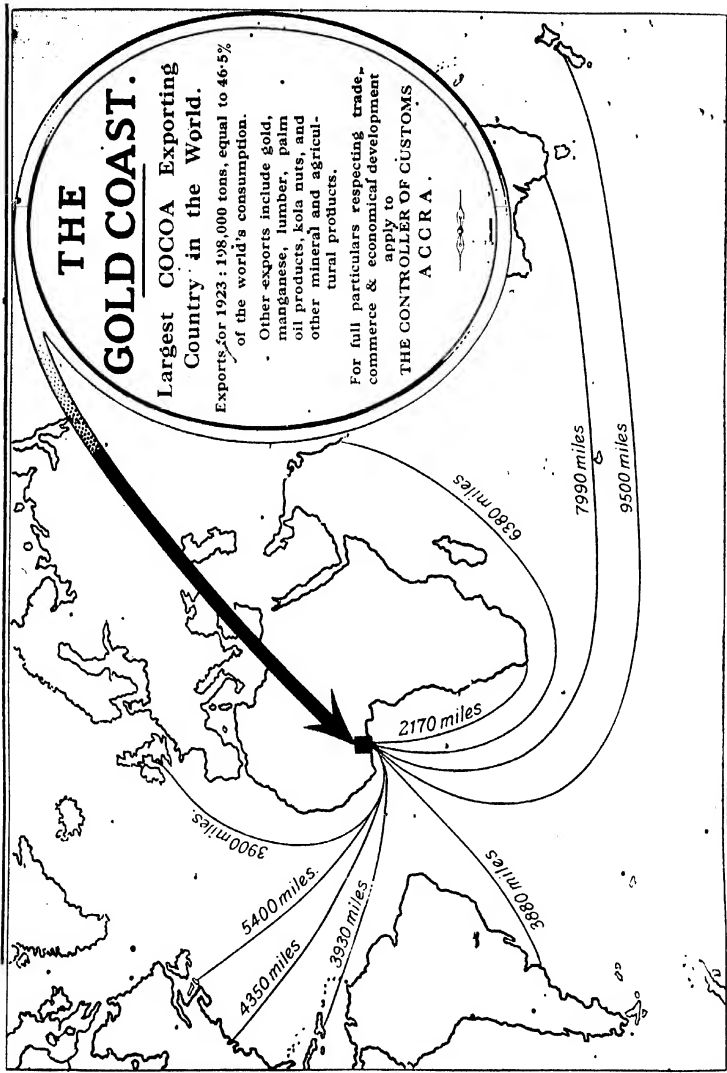 THE
GOLD COAST.
Largest COCOA Exporting
Country in the World.
Exports for 1923 : 198,000 tons, equal to 46·5%
of the world's consumption.
Other exports include gold,
manganese, lumber, palm
oil products, kola nuts, and
other mineral and agricul-
tural products.
For full particulars respecting trade,
commerce & economical development
apply to
THE CONTROLLER OF CUSTOMS
ACCRA.
3900 miles.
5400 miles.
4350 miles
3930 miles
3880 miles
2170 miles
6380 miles
7990 miles
9500 miles